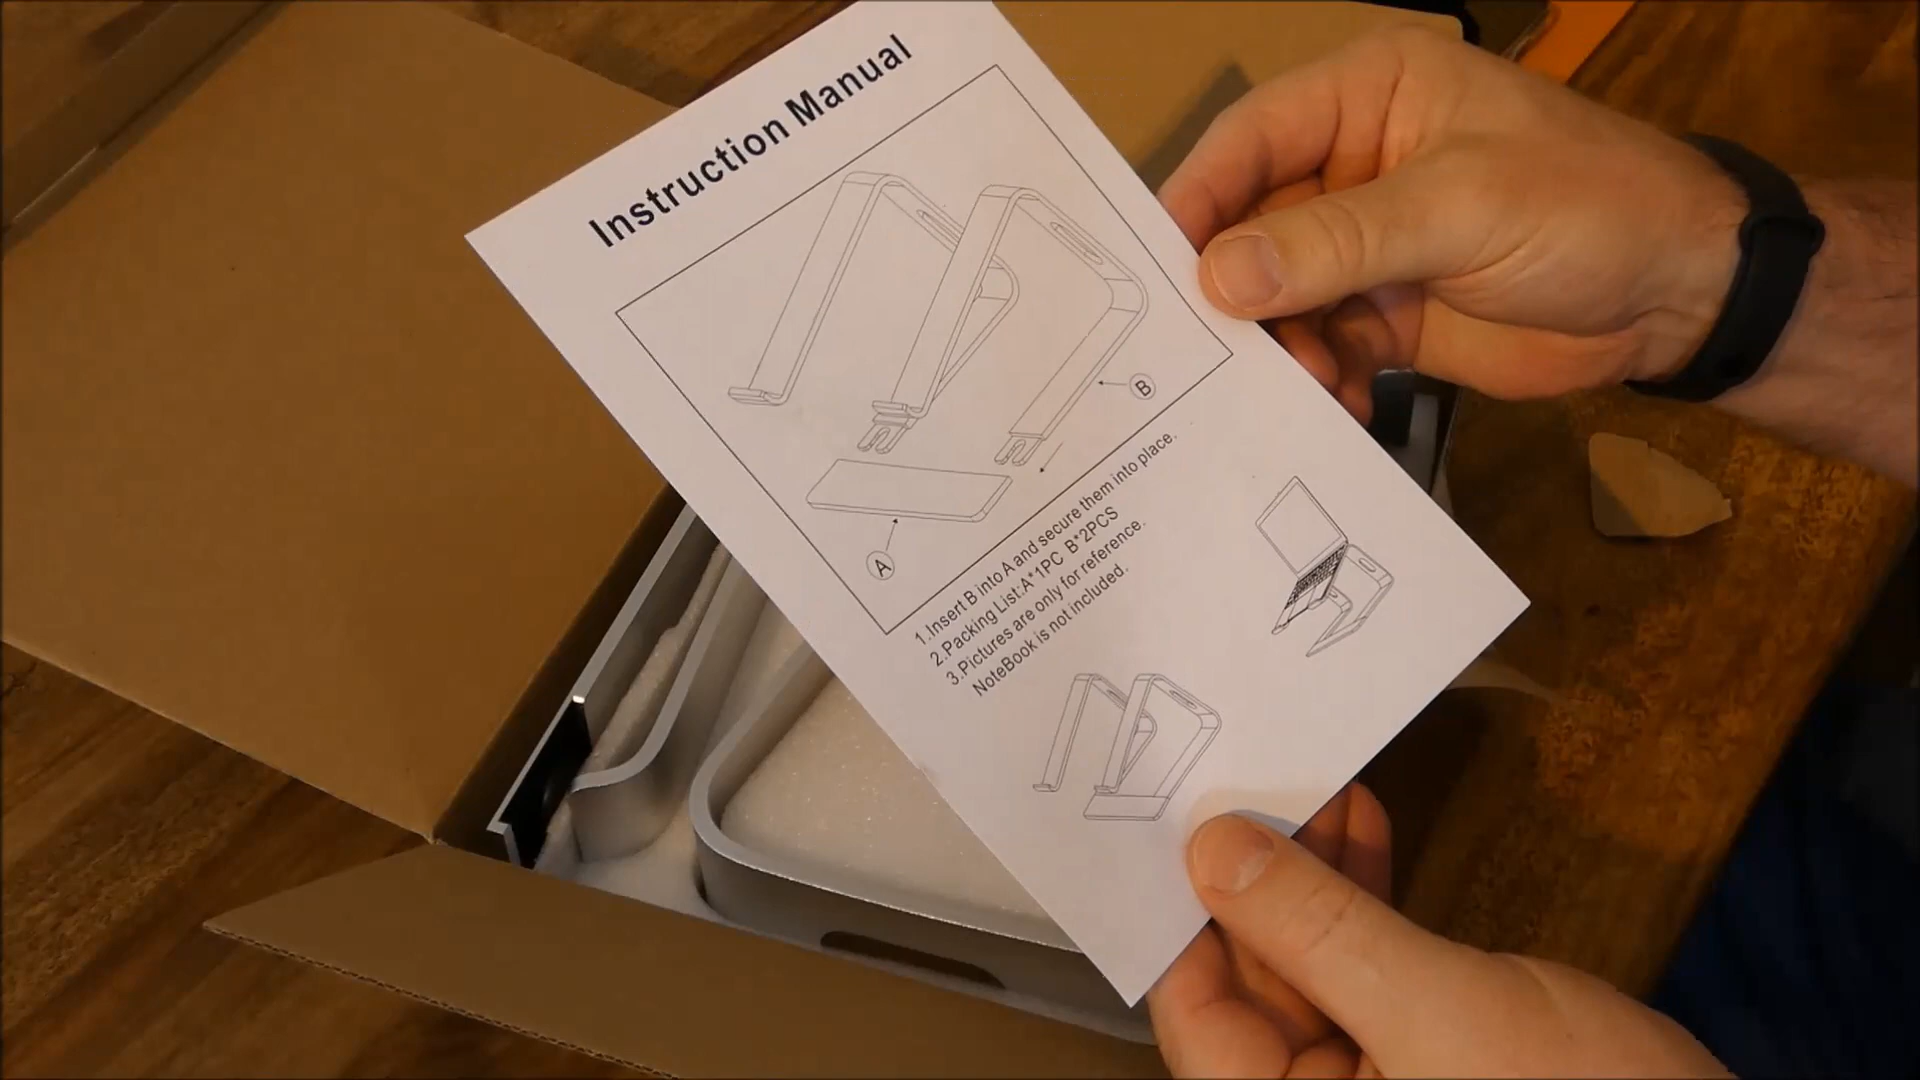 Instruction Manual
B
A
1.Insert B into A and secure them into place.
2.Packing List:A*1PC B*2PCS
3.Pictures are only for reference.
NoteBook is not included.